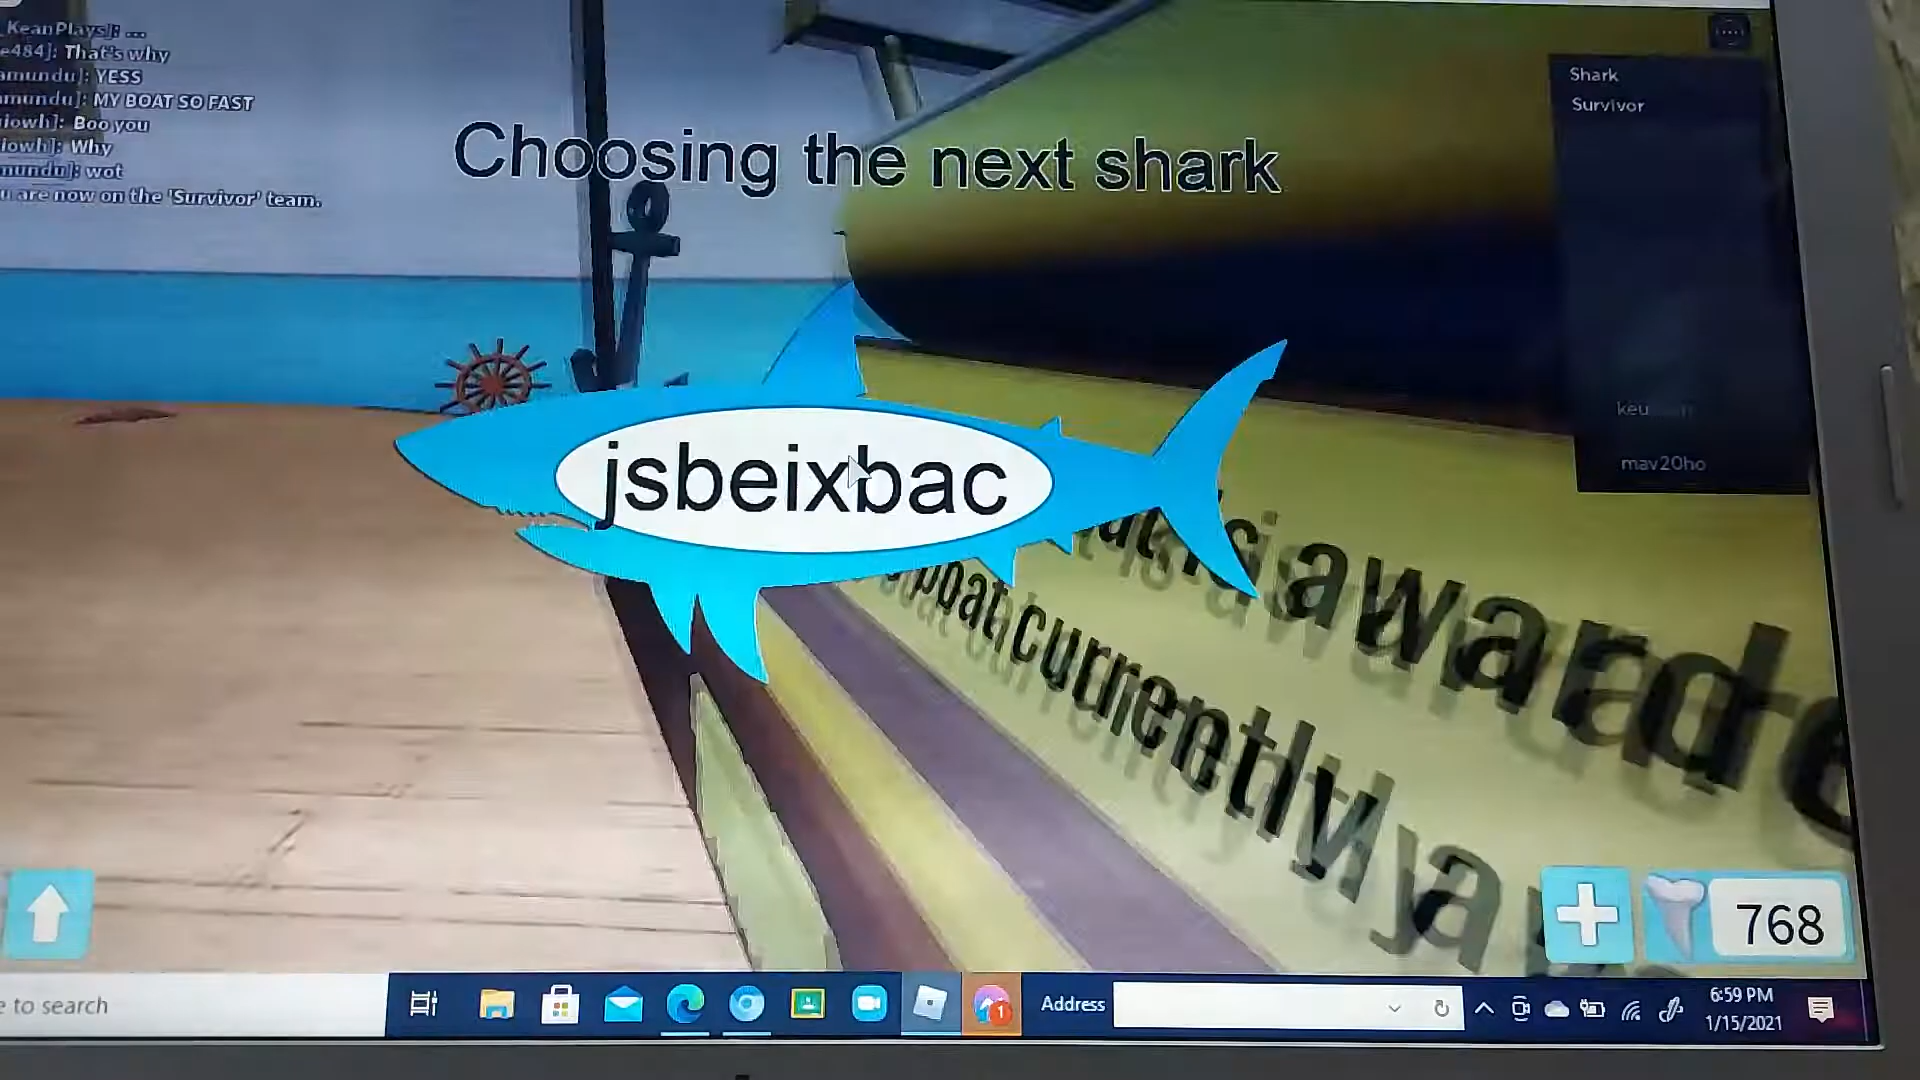 KeanPlays]: ...
e484]: That's why
amundu]: YESS
amundu]: MY BOAT SO FAST
iowh]: Boo you
iowh]: Why
mundu]: wot
u are now on the 'Survivor' team.
Choosing the next shark
Shark
Survivor
mav20ho
jsbeixbac
is awarde
boat currently
768
e to search
Address
1
6:59 PM
1/15/2021